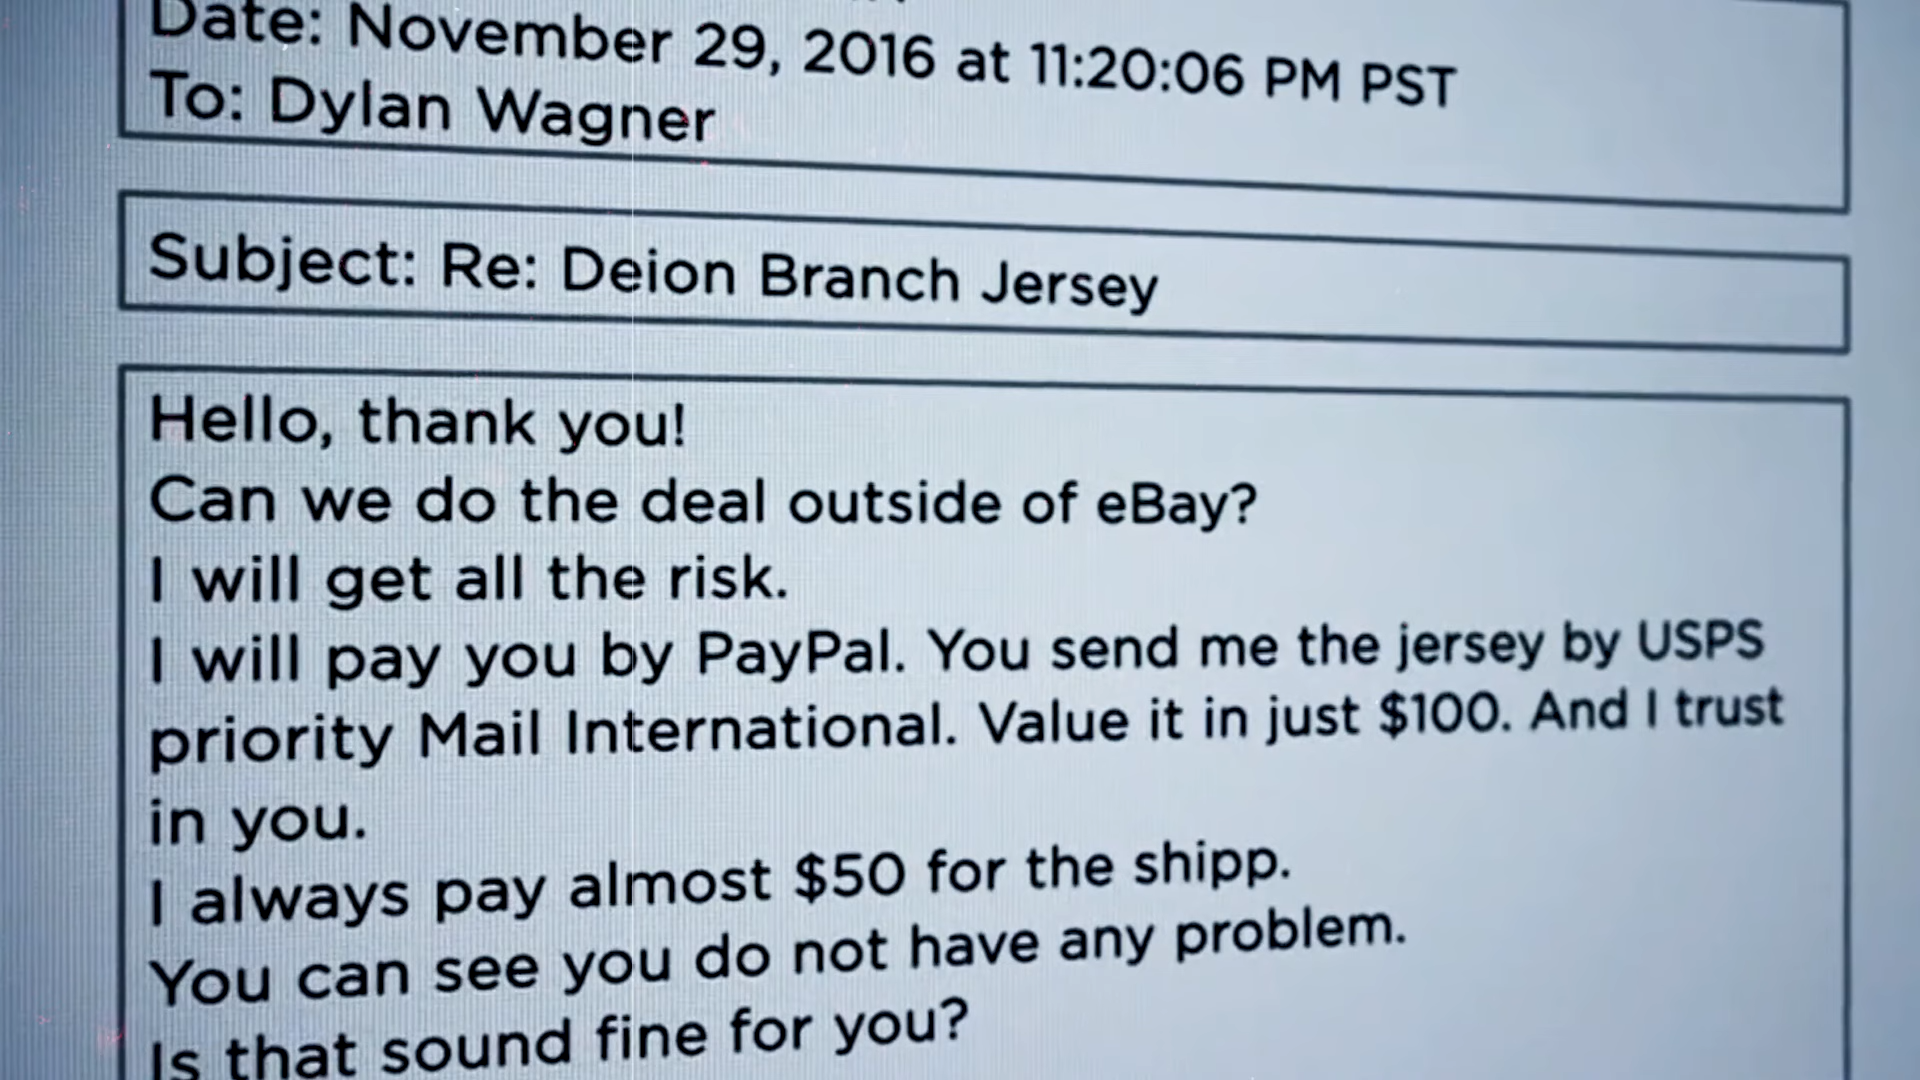 Date: November 29, 2016 at 11:20:06 PM PST
To: Dylan Wagner
Subject: Re: Deion Branch Jersey
Hello, thank you!
Can we do the deal outside of eBay?
I will get all the risk.
I will pay you by PayPal. You send me the jersey by USPS
priority Mail International. Value it in just $100. And I trust
in you.
I always pay almost $50 for the shipp.
You can see you do not have any problem.
Is that sound fine for you?